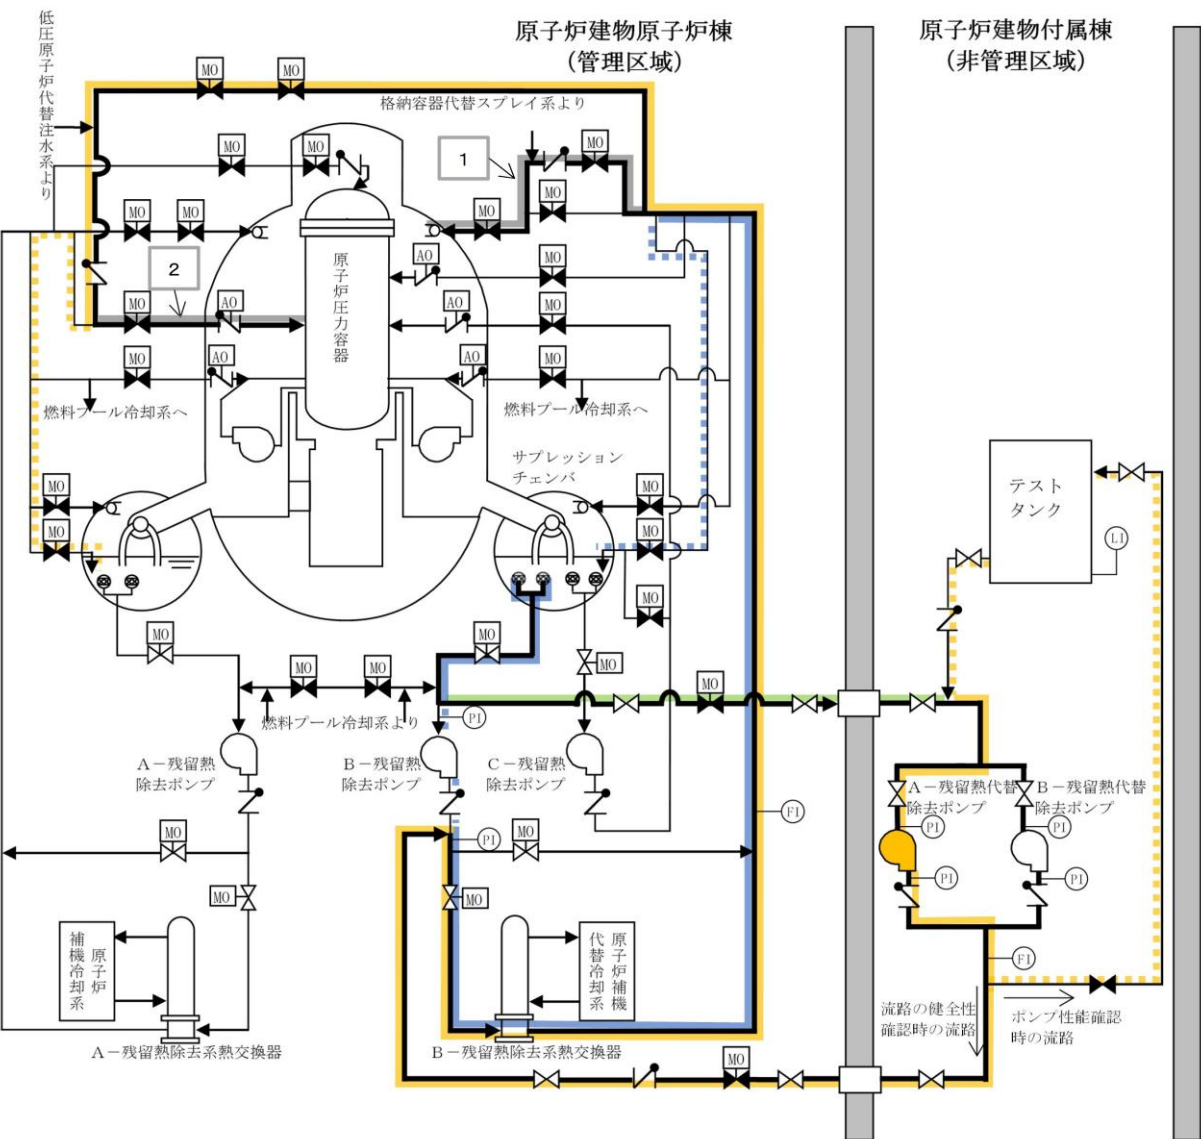 原子炉建物原子炉棟
（管理区域）
原子炉建物付属棟
（非管理区域）
低圧原子炉代替注水系より
MO
MO
格納容器代替スプレイ系より
MO
MO
1
MO
MO
MO
MO
MO
MO
2
AO
MO
原子炉圧力容器
MO
AO
AO
MO
MO
AO
AO
MO
燃料プール冷却系へ
燃料プール冷却系へ
サプレッション
チェンバ
MO
MO
MO
MO
MO
テスト
タンク
LI
MO
MO
MO
MO
MO
MO
燃料プール冷却系より
PI
A－残留熱
除去ポンプ
B－残留熱
除去ポンプ
C－残留熱
除去ポンプ
A－残留熱代替
除去ポンプ
B－残留熱代替
除去ポンプ
PI
PI
PI
PI
FI
MO
PI
MO
MO
MO
原子炉
補機冷却系
原子炉補機
代替冷却系
A－残留熱除去系熱交換器
B－残留熱除去系熱交換器
FI
流路の健全性
確認時の流路
ポンプ性能確認
時の流路
MO